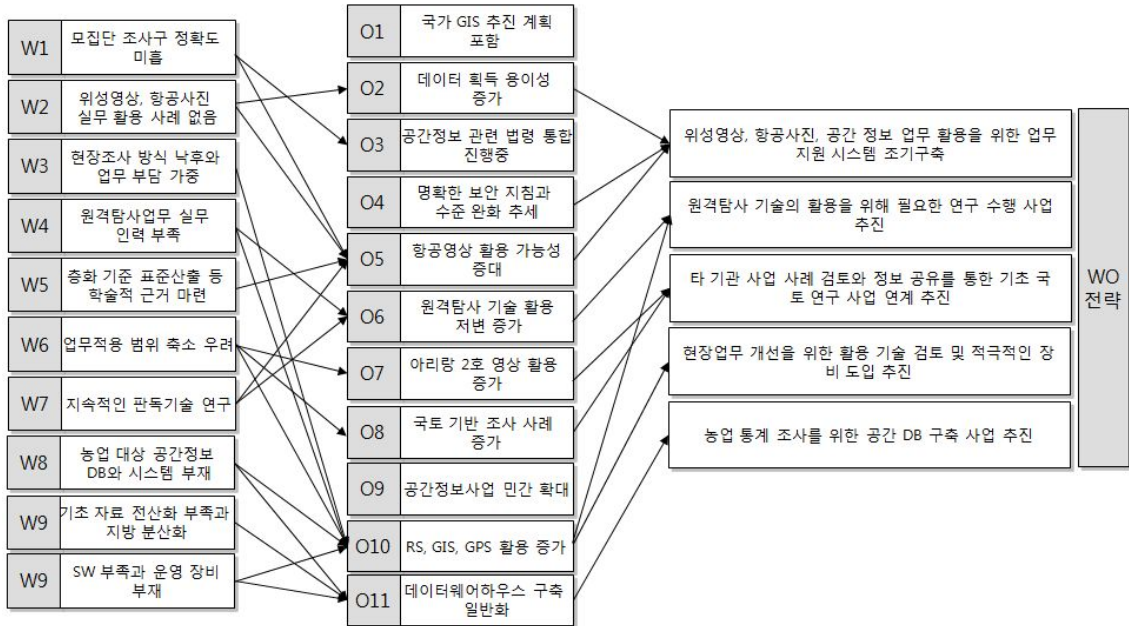 W1
모집단 조사구 정확도
미흡
W2
위성영상, 항공사진
실무 활용 사례 없음
W3
현장조사 방식 낙후와
업무 부담 가중
W4
원격탐사업무 실무
인력 부족
W5
층화 기준 표준산출 등
학술적 근거 마련
W6
업무적용 범위 축소 우려
W7
지속적인 판독기술 연구
W8
농업 대상 공간정보
DB와 시스템 부재
W9
기초 자료 전산화 부족과
지방 분산화
W9
SW 부족과 운영 장비
부재
O1
국가 GIS 추진 계획
포함
O2
데이터 획득 용이성
증가
O3
공간정보 관련 법령 통합
진행중
O4
명확한 보안 지침과
수준 완화 추세
O5
항공영상 활용 가능성
증대
O6
원격탐사 기술 활용
저변 증가
O7
아리랑 2호 영상 활용
증가
O8
국토 기반 조사 사례
증가
O9
공간정보사업 민간 확대
O10
RS, GIS, GPS 활용 증가
O11
데이터웨어하우스 구축
일반화
위성영상, 항공사진, 공간 정보 업무 활용을 위한 업무
지원 시스템 조기구축
원격탐사 기술의 활용을 위해 필요한 연구 수행 사업
추진
타 기관 사업 사례 검토와 정보 공유를 통한 기초 국
토 연구 사업 연계 추진
현장업무 개선을 위한 활용 기술 검토 및 적극적인 장
비 도입 추진
농업 통계 조사를 위한 공간 DB 구축 사업 추진
WO
전략